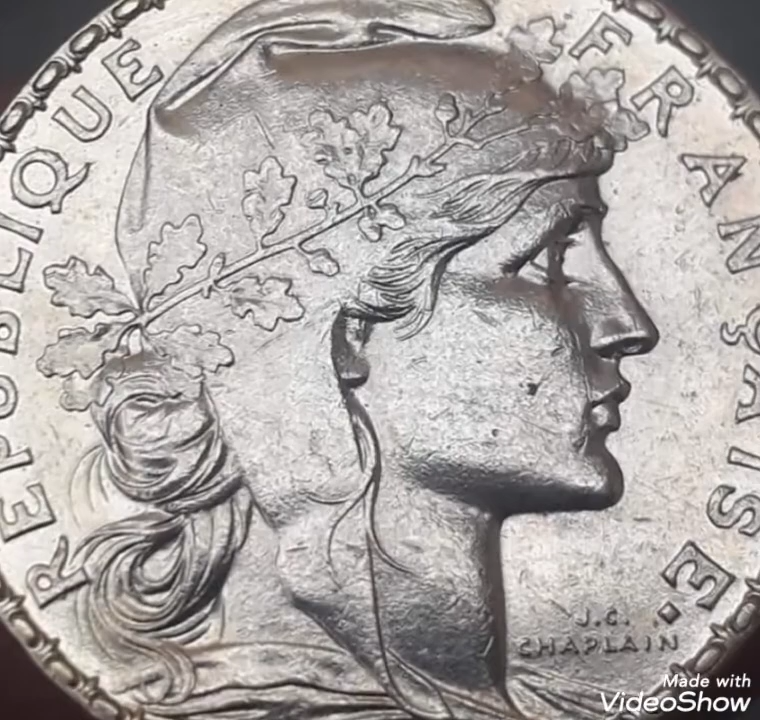 REPUBLIQUE FRANÇAISE.
J.C.
CHAPLAIN
Made with
VideoShow